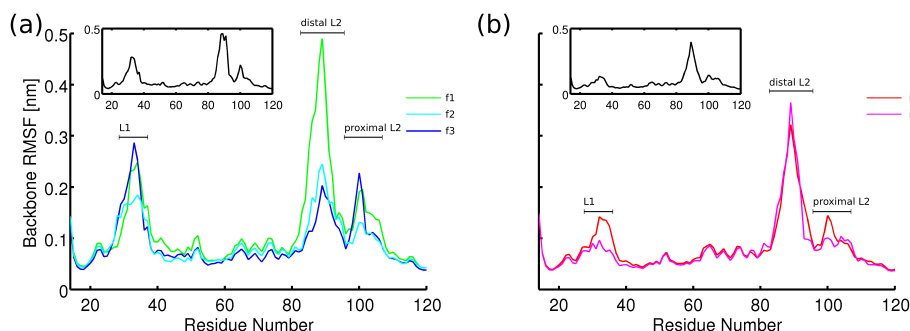 (a)
distal L2
0.5
0.5
0
20 40 60 80 100 120
0.4
0.3
0.2
0.1
0
Backbone RMSF [nm]
L1
proximal L2
f1
f2
f3
20 40 60 80 100 120
Residue Number
(b)
0.5
0
20 40 60 80 100 120
distal L2
L1
proximal L2
20 40 60 80 100 120
Residue Number